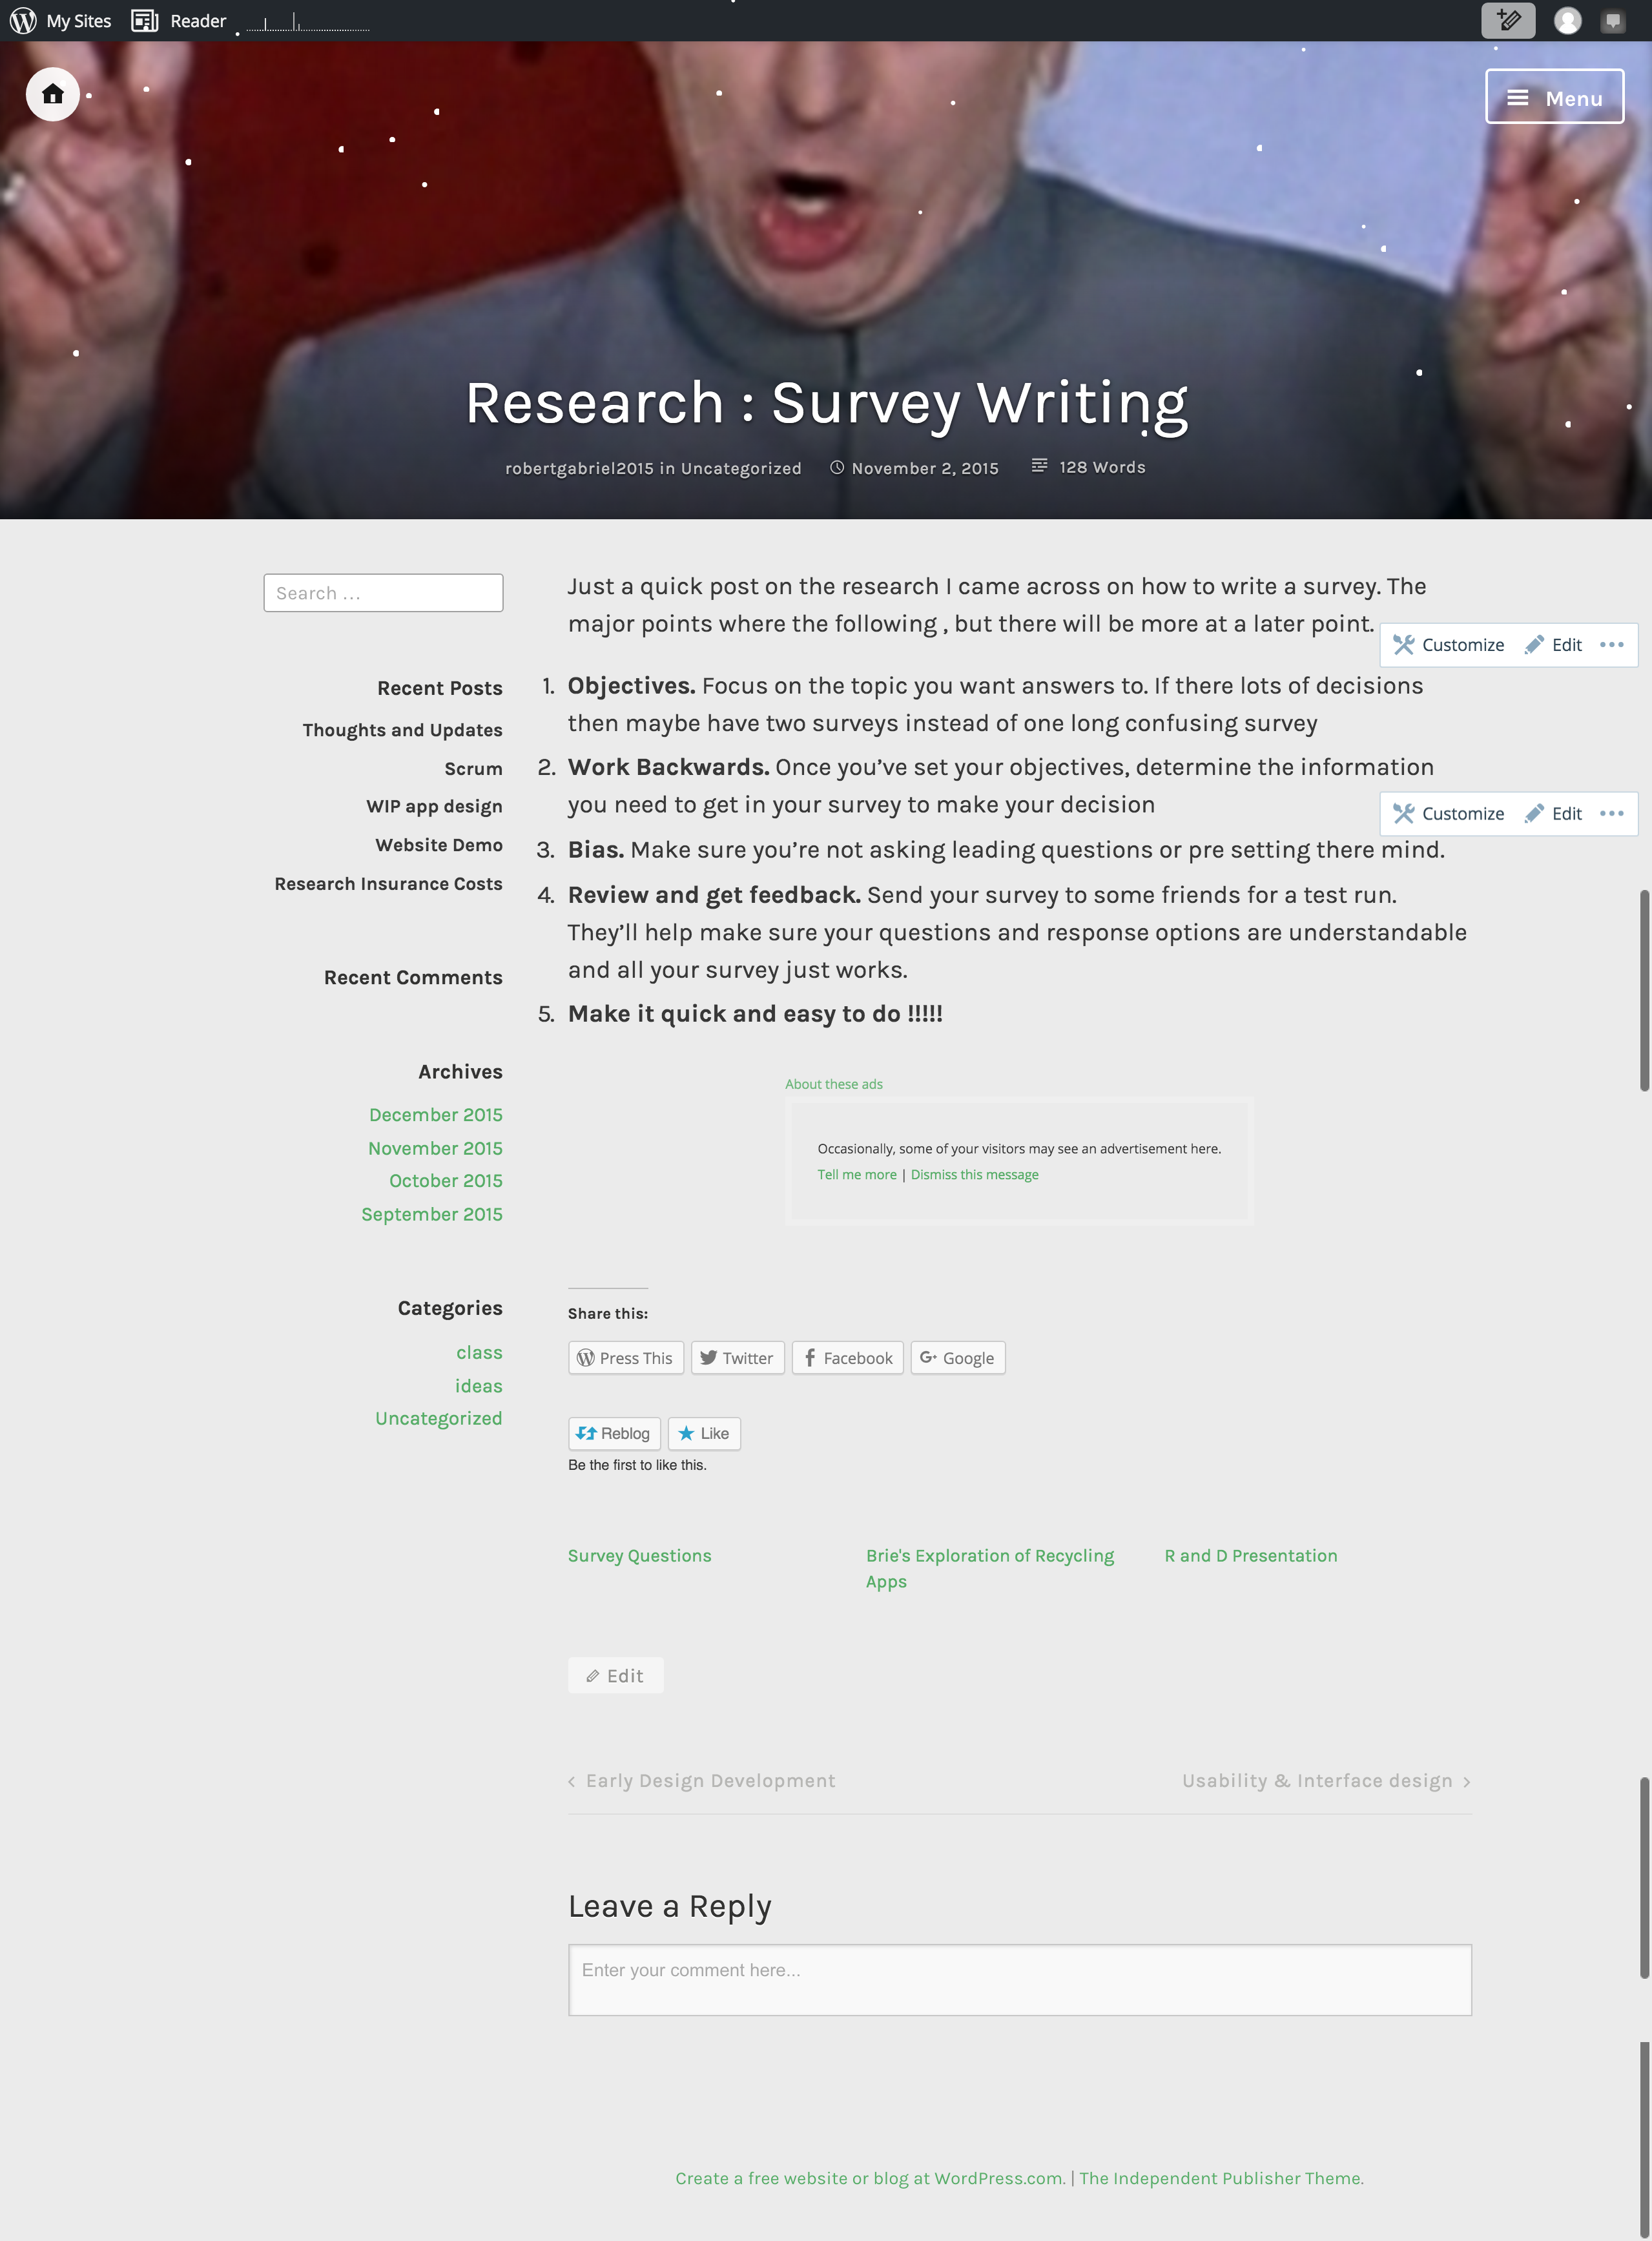 My Sites Reader
Menu
Research : Survey Writing
robertgabriel2015 in Uncategorized November 2, 2015 128 Words
Search ...
Recent Posts
Thoughts and Updates
Scrum
WIP app design
Website Demo
Research Insurance Costs
Recent Comments
Archives
December 2015
November 2015
October 2015
September 2015
Categories
class
ideas
Uncategorized
Just a quick post on the research I came across on how to write a survey. The
major points where the following , but there will be more at a later point.
Customize Edit
1. Objectives. Focus on the topic you want answers to. If there lots of decisions
then maybe have two surveys instead of one long confusing survey
2. Work Backwards. Once you’ve set your objectives, determine the information
you need to get in your survey to make your decision
Customize Edit
3. Bias. Make sure you’re not asking leading questions or pre setting there mind.
4. Review and get feedback. Send your survey to some friends for a test run.
They’ll help make sure your questions and response options are understandable
and all your survey just works.
5. Make it quick and easy to do !!!!!
About these ads
Occasionally, some of your visitors may see an advertisement here.
Tell me more | Dismiss this message
Share this:
Press This Twitter Facebook Google
Reblog Like
Be the first to like this.
Survey Questions
Brie's Exploration of Recycling
Apps
R and D Presentation
Edit
Early Design Development
Usability & Interface design
Leave a Reply
Enter your comment here...
Create a free website or blog at WordPress.com. | The Independent Publisher Theme.